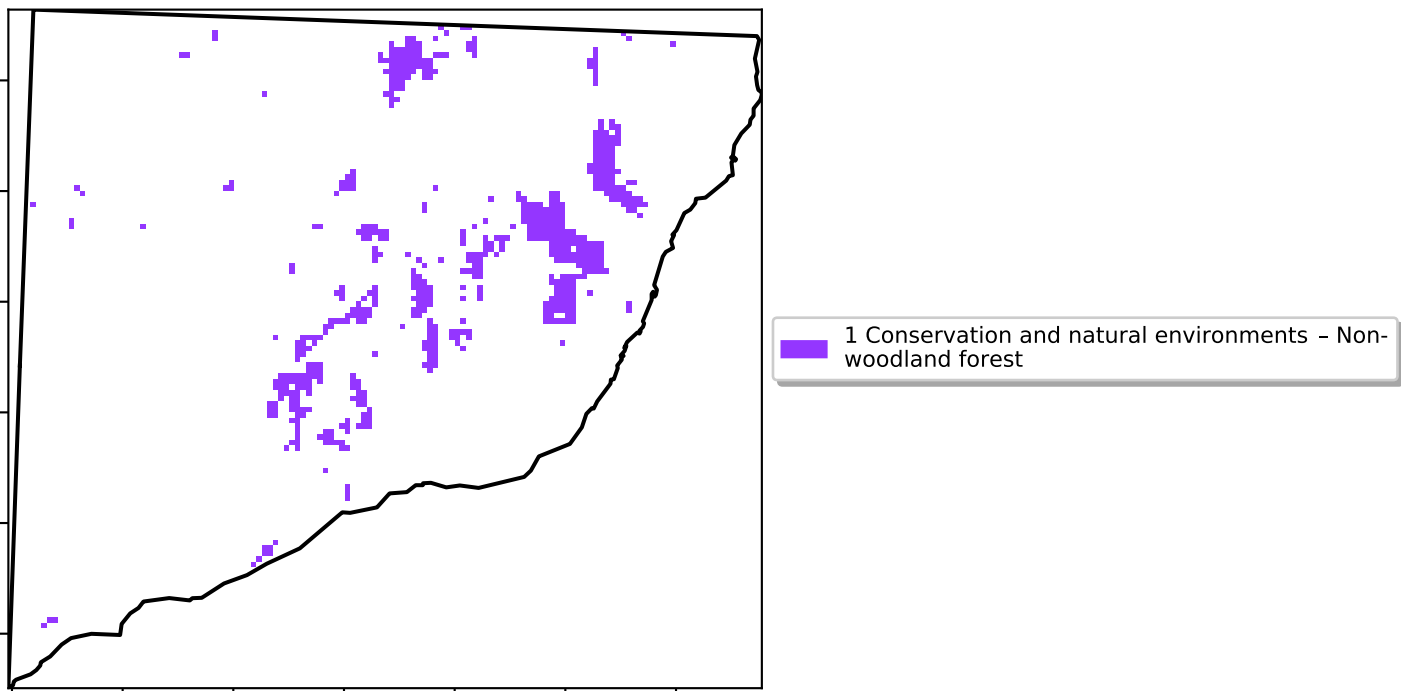 1 Conservation and natural environments – Non-
woodland forest